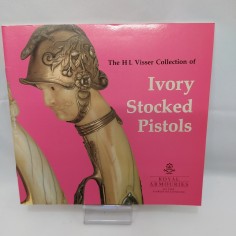 The H L Visser Collection of
Ivory
Stocked
Pistols
ROYAL
ARMOURIES